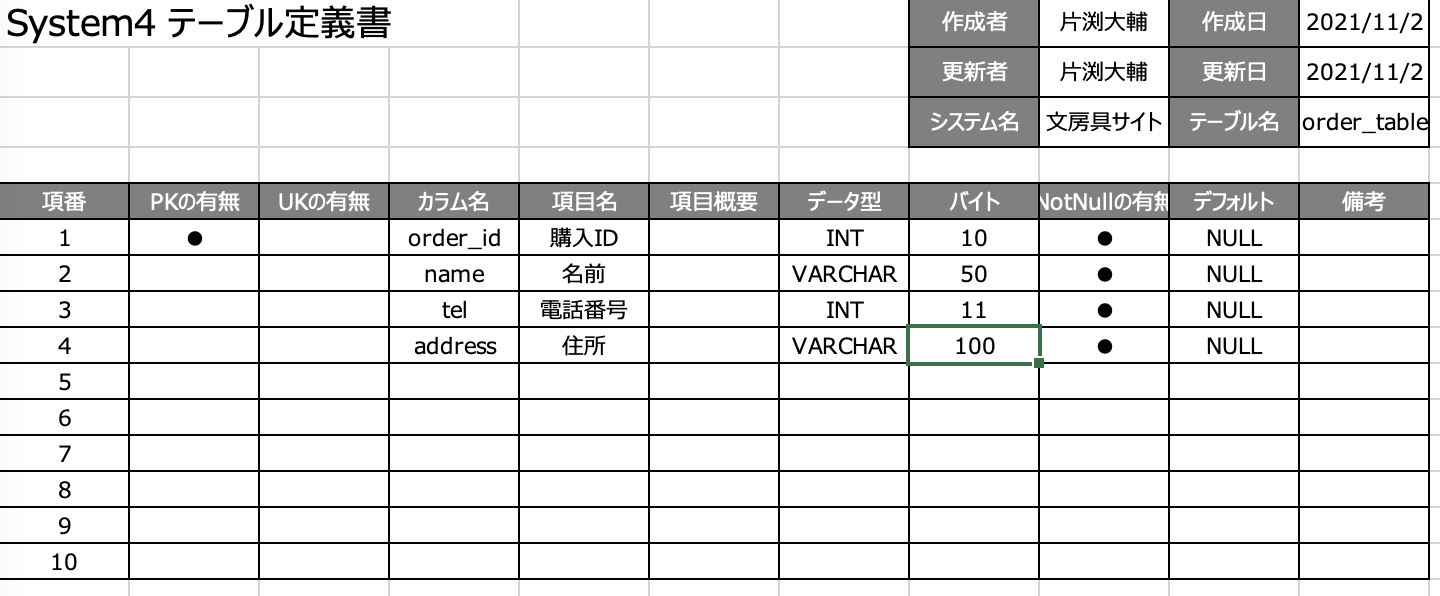 System4 テーブル定義書
作成者 片渕大輔 作成日 2021/11/2
更新者 片渕大輔 更新日 2021/11/2
システム名 文房具サイト テーブル名 order_table
項番 PKの有無 UKの有無 カラム名 項目名 項目概要 データ型 バイト NotNullの有無 デフォルト 備考
1 ● order_id 購入ID INT 10 ● NULL
2 name 名前 VARCHAR 50 ● NULL
3 tel 電話番号 INT 11 ● NULL
4 address 住所 VARCHAR 100 ● NULL
5
6
7
8
9
10